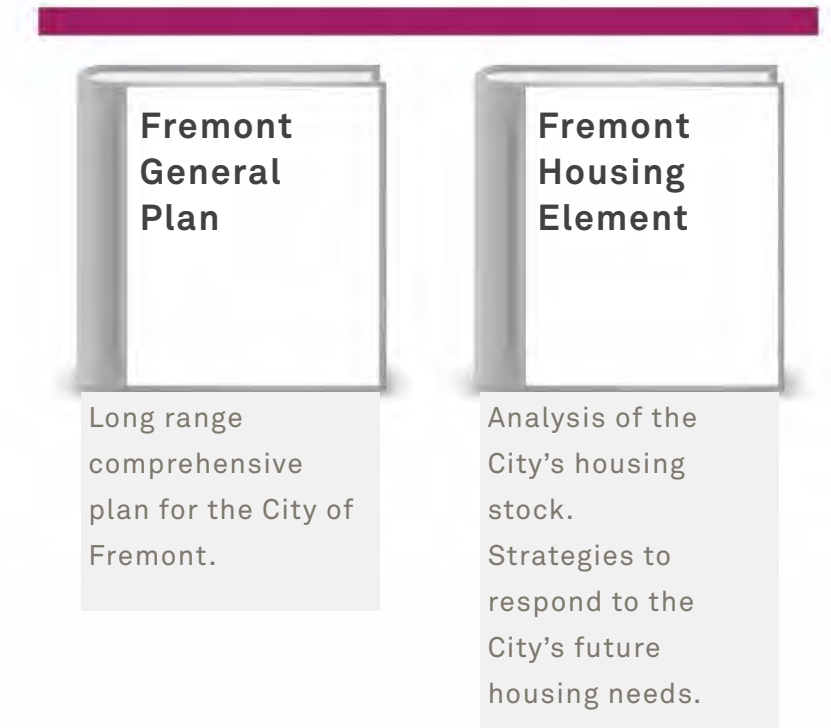 Fremont
General
Plan
Long range
comprehensive
plan for the City of
Fremont.
Fremont
Housing
Element
Analysis of the
City’s housing
stock.
Strategies to
respond to the
City’s future
housing needs.